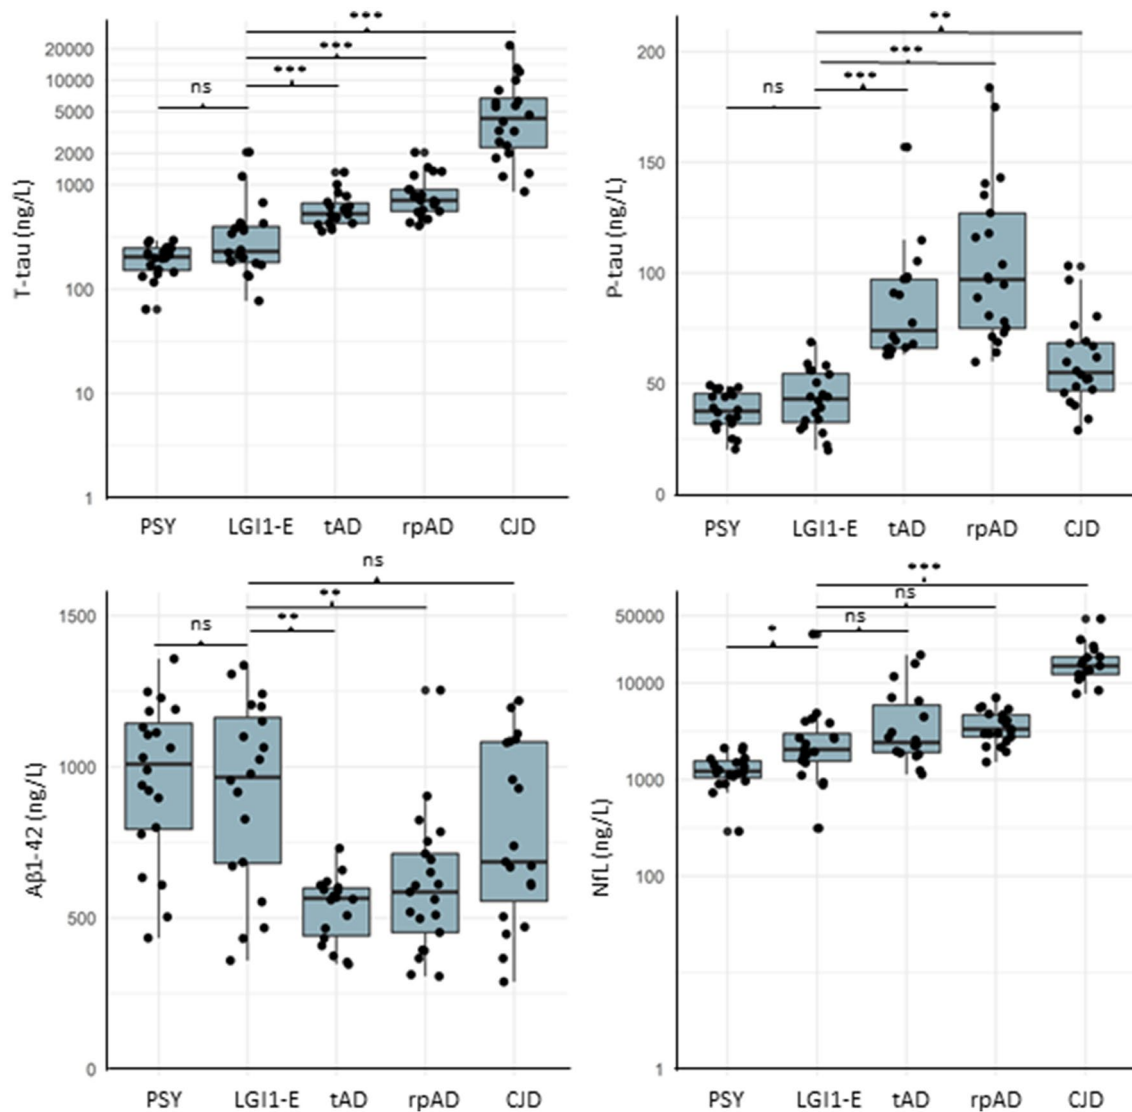 ***
***
***
ns
20000
10000
5000
2000
1000
100
10
1
T-tau (ng/L)
PSY LGI1-E tAD rpAD CJD
**
***
***
ns
200
150
100
50
0
P-tau (ng/L)
PSY LGI1-E tAD rpAD CJD
ns
**
**
ns
1500
1000
500
0
Aβ1-42 (ng/L)
PSY LGI1-E tAD rpAD CJD
***
ns
ns
*
50000
10000
1000
100
1
NfL (ng/L)
PSY LGI1-E tAD rpAD CJD